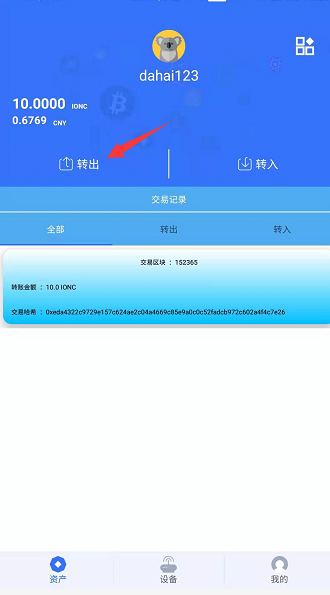 dahai123
10.0000 IONC
0.6769 CNY
转出 转入
交易记录
全部 转出 转入
交易区块 : 152365
转账金额 : 10.0 IONC
交易哈希 : 0xeda4322c9729e157c624ae2c04a4669c85e9a0c0c52fadcb972c602a4f4c7e26
资产 设备 我的